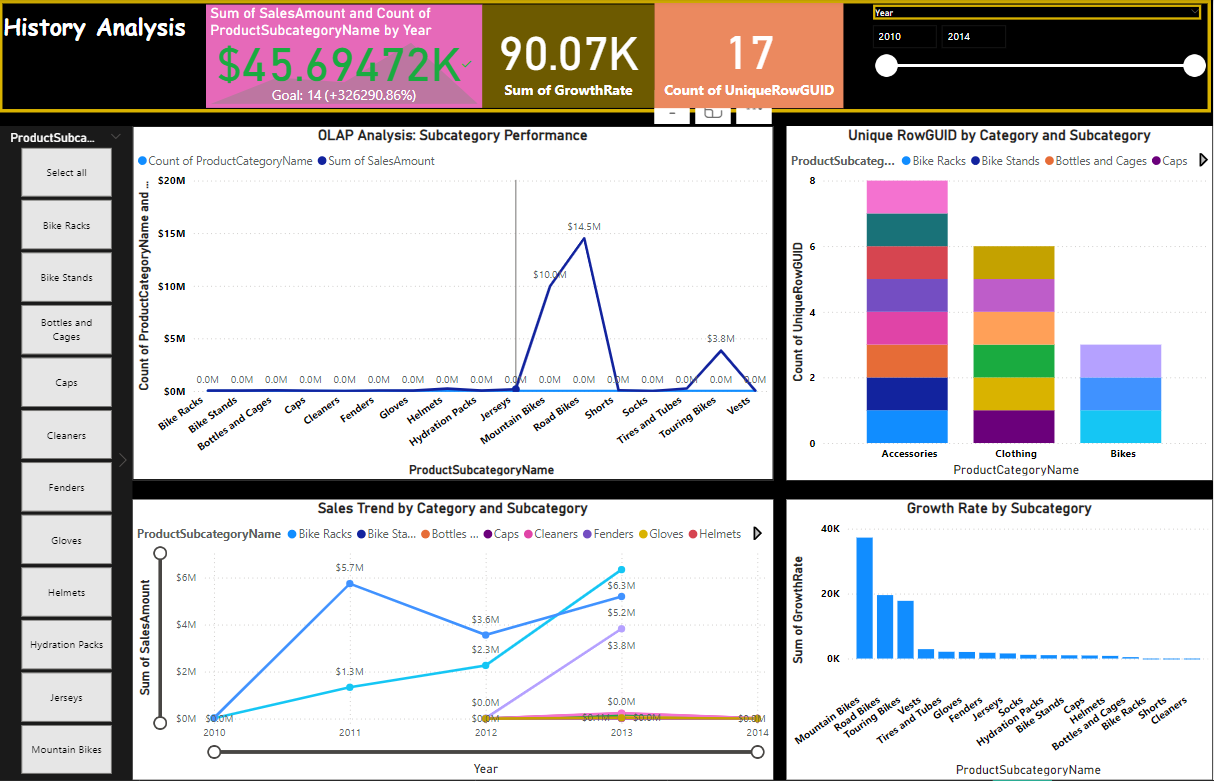 History Analysis
Sum of SalesAmount and Count of
ProductSubcategoryName by Year
$45.69472K
Goal: 14 (+326290.86%)
90.07K
Sum of GrowthRate
17
Count of UniqueRowGUID
Year
2010
2014
ProductSubca...
Select all
Bike Racks
Bike Stands
Bottles and
Cages
Caps
Cleaners
Fenders
Gloves
Helmets
Hydration Packs
Jerseys
Mountain Bikes
OLAP Analysis: Subcategory Performance
Count of ProductCategoryName
Sum of SalesAmount
Count of ProductCategoryName and ...
$20M
$15M
$10M
$5M
$0M
$14.5M
$10.0M
$3.8M
0.0M 0.0M 0.0M 0.0M 0.0M 0.0M 0.0M 0.0M 0.0M 0.0M 0.0M 0.0M 0.0M 0.0M 0.0M 0.0M 0.0M
Bike Racks
Bike Stands
Bottles and Cages
Caps
Cleaners
Fenders
Gloves
Helmets
Hydration Packs
Jerseys
Mountain Bikes
Road Bikes
Shorts
Socks
Tires and Tubes
Touring Bikes
Vests
ProductSubcategoryName
Unique RowGUID by Category and Subcategory
ProductSubcateg...
Bike Racks
Bike Stands
Bottles and Cages
Caps
Count of UniqueRowGUID
8
6
4
2
0
Accessories
Clothing
Bikes
ProductCategoryName
Sales Trend by Category and Subcategory
ProductSubcategoryName
Bike Racks
Bike Sta...
Bottles ...
Caps
Cleaners
Fenders
Gloves
Helmets
Sum of SalesAmount
$6M
$4M
$2M
$0M
$5.7M
$1.3M
$3.6M
$2.3M
$6.3M
$5.2M
$3.8M
$0.0M
$0.0M
$0.0M
$0.0M
$0.1M
$0.0M
$0.0M
2010
2011
2012
2013
2014
Year
Growth Rate by Subcategory
Sum of GrowthRate
40K
20K
0K
Mountain Bikes
Road Bikes
Touring Bikes
Vests
Tires and Tubes
Gloves
Fenders
Jerseys
Socks
Hydration Packs
Bike Stands
Caps
Helmets
Bottles and Cages
Bike Racks
Shorts
Cleaners
ProductSubcategoryName